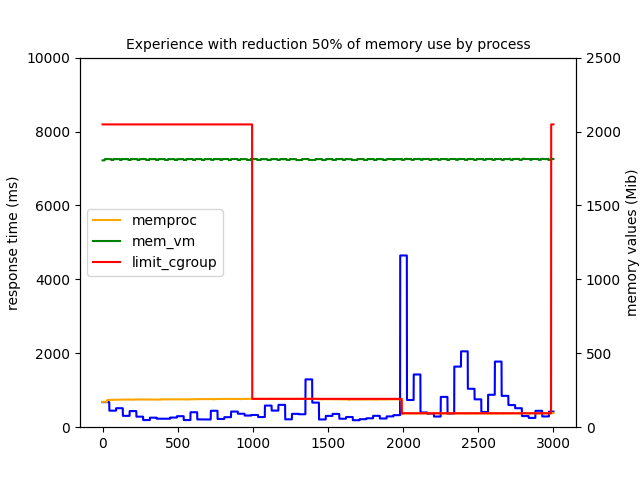 Experience with reduction 50% of memory use by process
10000
8000
6000
4000
2000
0
response time (ms)
2500
2000
1500
1000
500
0
memory values (Mib)
memproc
mem_vm
limit_cgroup
0 500 1000 1500 2000 2500 3000